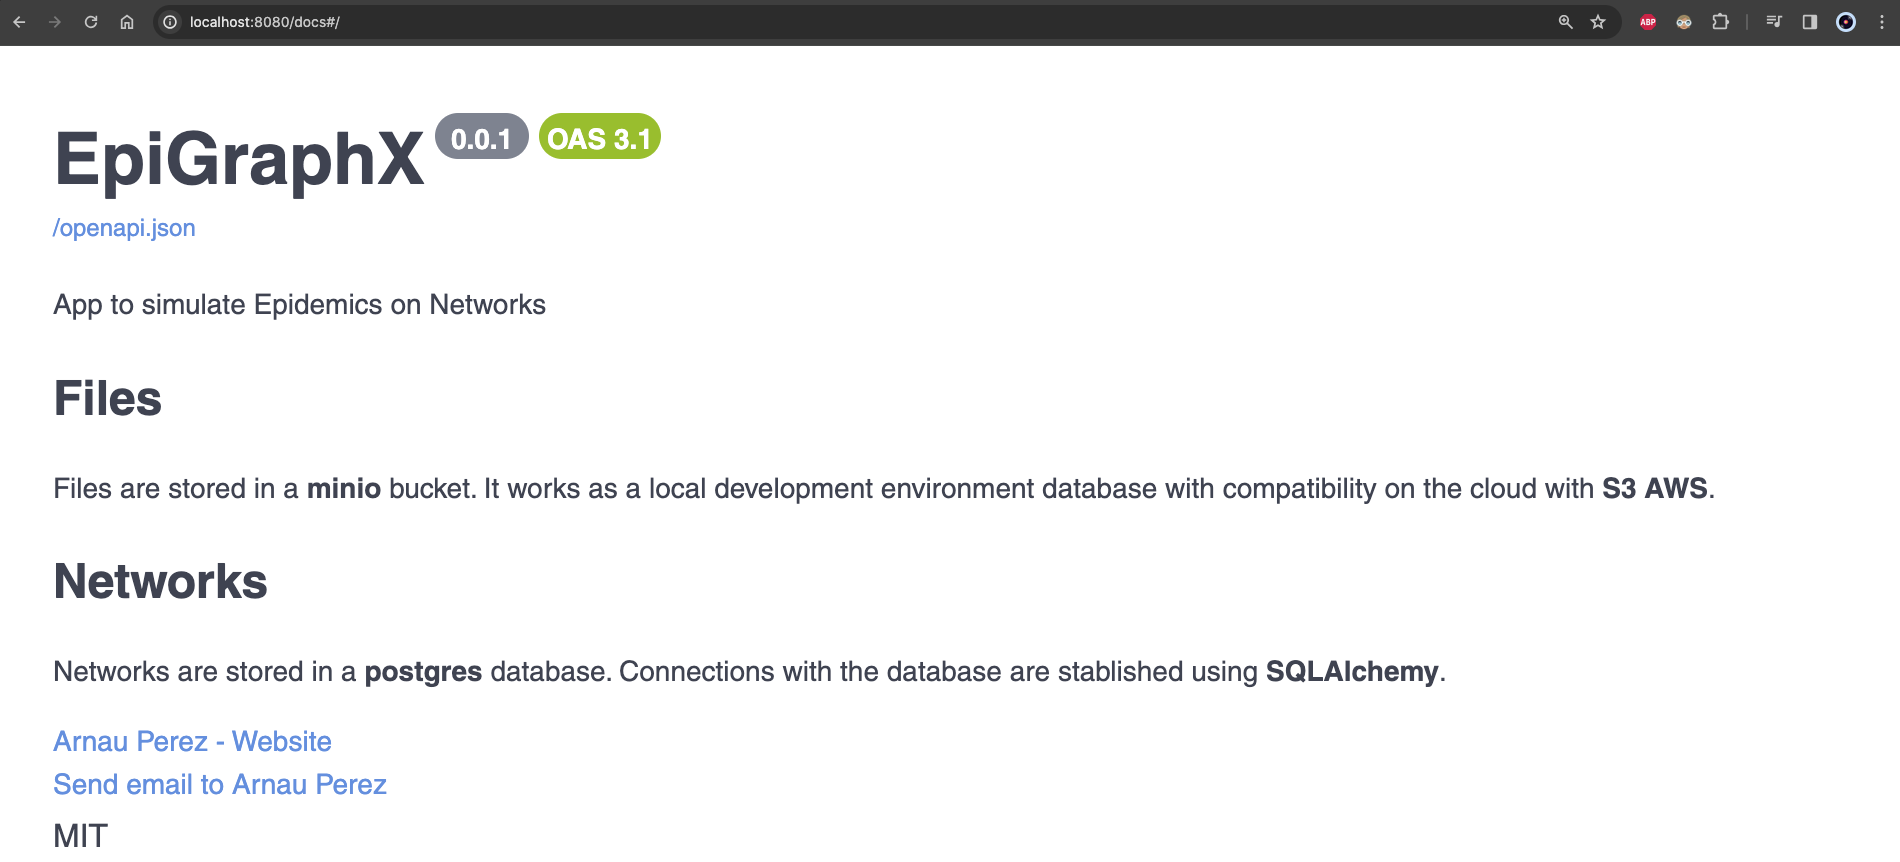 localhost:8080/docs#/
ABP
EpiGraphX 0.0.1 OAS 3.1
/openapi.json
App to simulate Epidemics on Networks
Files
Files are stored in a minio bucket. It works as a local development environment database with compatibility on the cloud with S3 AWS.
Networks
Networks are stored in a postgres database. Connections with the database are stablished using SQLAlchemy.
Arnau Perez - Website
Send email to Arnau Perez
MIT